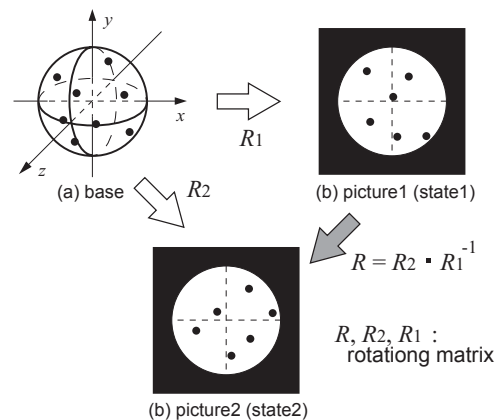 y
x
z
(a) base
R1
(b) picture1 (state1)
R2
R = R2 · R1⁻¹
R, R2, R1 :
rotationg matrix
(b) picture2 (state2)